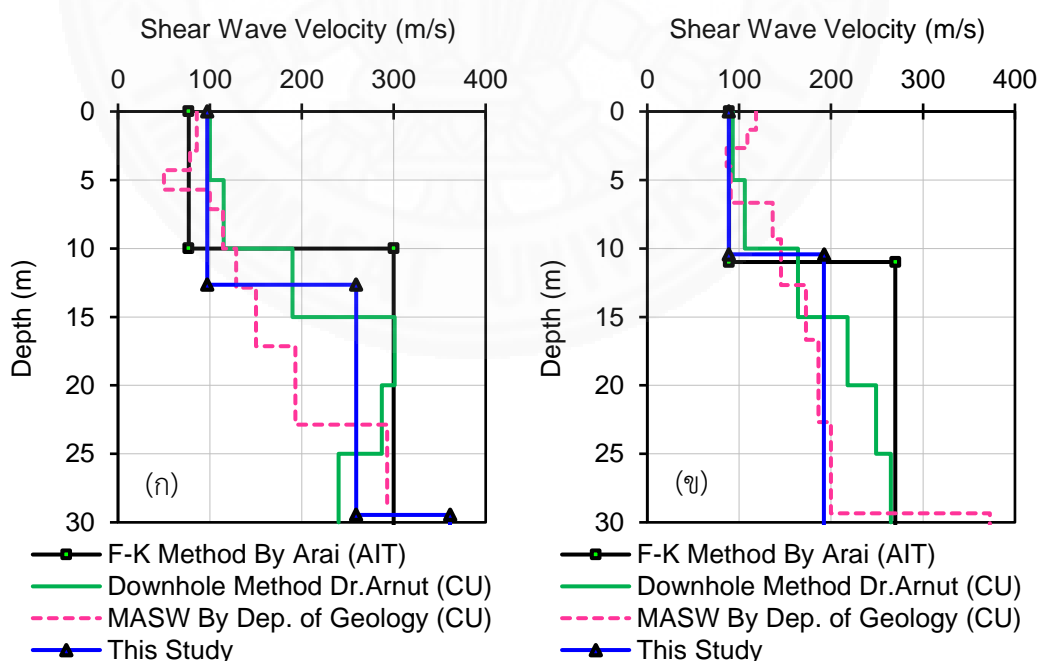 Shear Wave Velocity (m/s)
0 100 200 300 400
0
5
10
15
20
25
30
Depth (m)
(ก)
F-K Method By Arai (AIT)
Downhole Method Dr.Arnut (CU)
MASW By Dep. of Geology (CU)
This Study
Shear Wave Velocity (m/s)
0 100 200 300 400
0
5
10
15
20
25
30
Depth (m)
(ข)
F-K Method By Arai (AIT)
Downhole Method Dr.Arnut (CU)
MASW By Dep. of Geology (CU)
This Study